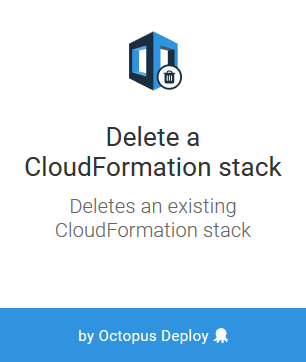 Delete a
CloudFormation stack
Deletes an existing
CloudFormation stack
by Octopus Deploy